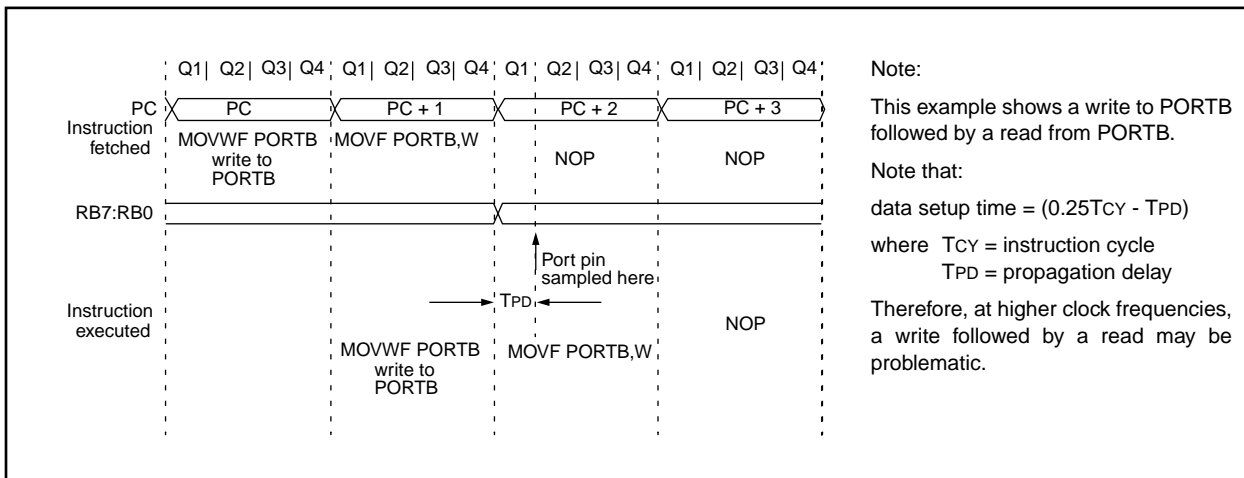 Q1| Q2| Q3| Q4 Q1| Q2| Q3| Q4 Q1 Q2| Q3| Q4 Q1| Q2| Q3| Q4
PC PC PC + 1 PC + 2 PC + 3
Instruction
fetched
MOVWF PORTB
write to
PORTB
MOVF PORTB,W
NOP
NOP
RB7:RB0
Port pin
sampled here
TPD
Instruction
executed
MOVWF PORTB
write to
PORTB
MOVF PORTB,W
NOP
Note:
This example shows a write to PORTB
followed by a read from PORTB.
Note that:
data setup time = (0.25TCY - TPD)
where TCY = instruction cycle
TPD = propagation delay
Therefore, at higher clock frequencies,
a write followed by a read may be
problematic.